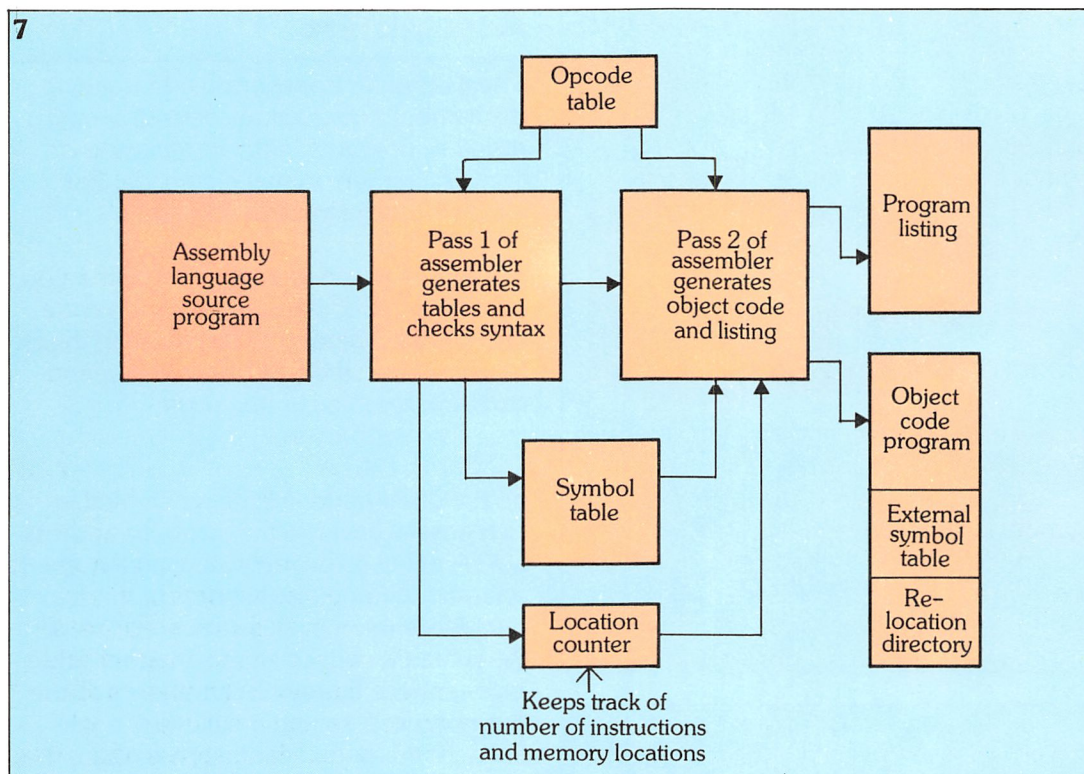 7
Opcode
table
Assembly
language
source
program
Pass 1 of
assembler
generates
tables and
checks syntax
Pass 2 of
assembler
generates
object code
and listing
Program
listing
Symbol
table
Location
counter
Keeps track of
number of instructions
and memory locations
Object
code
program
External
symbol
table
Re-
location
directory